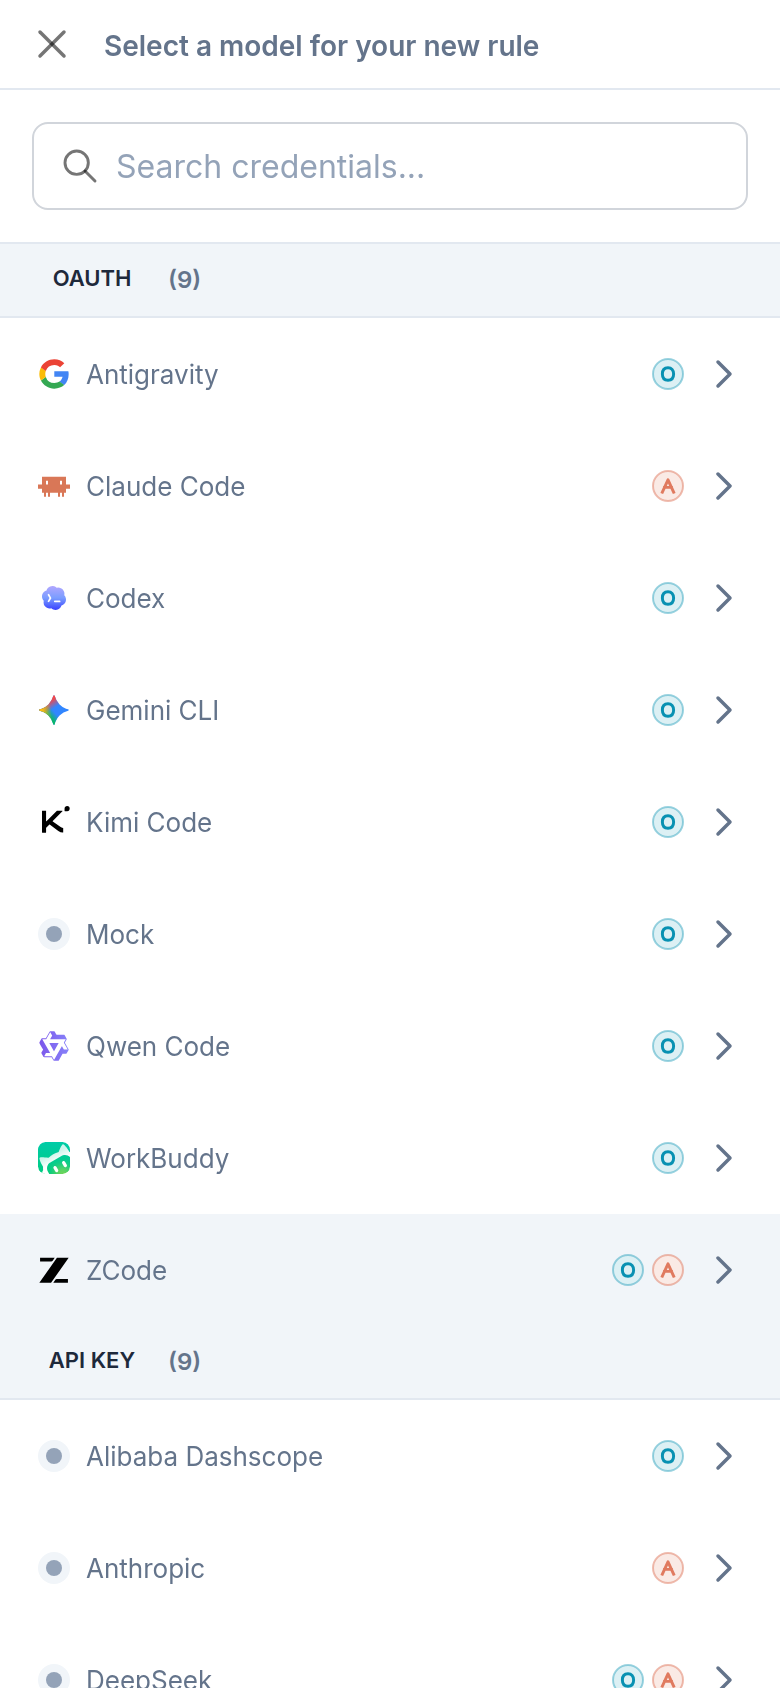 Select a model for your new rule
Search credentials...
OAUTH (9)
Antigravity O
Claude Code A
Codex O
Gemini CLI O
Kimi Code O
Mock O
Qwen Code O
WorkBuddy O
ZCode O A
API KEY (9)
Alibaba Dashscope O
Anthropic A
DeepSeek O A